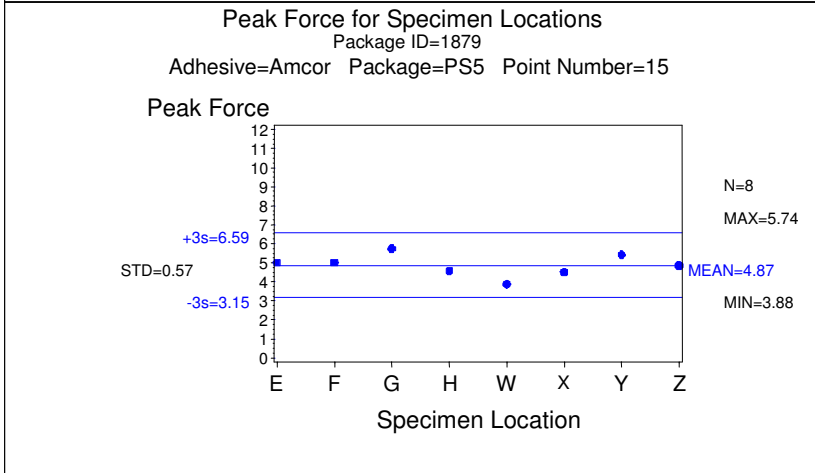 Peak Force for Specimen Locations
Package ID=1879
Adhesive=Amcor Package=PS5 Point Number=15
Peak Force
12
11
10
9
8
7
6
5
4
3
2
1
0
+3s=6.59
STD=0.57
-3s=3.15
N=8
MAX=5.74
MEAN=4.87
MIN=3.88
E F G H W X Y Z
Specimen Location